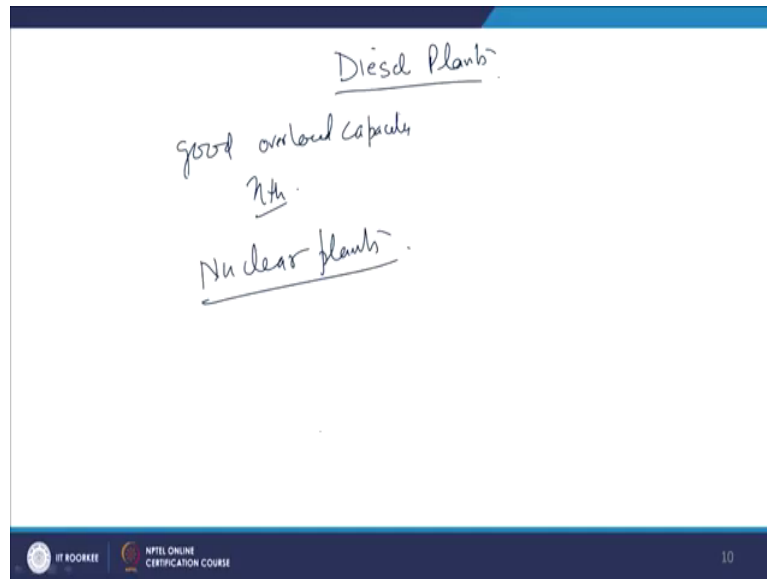 Diesel Plants
good overload capacity
ηth.
Nuclear plants.
IIT ROORKEE
NPTEL ONLINE
CERTIFICATION COURSE
10